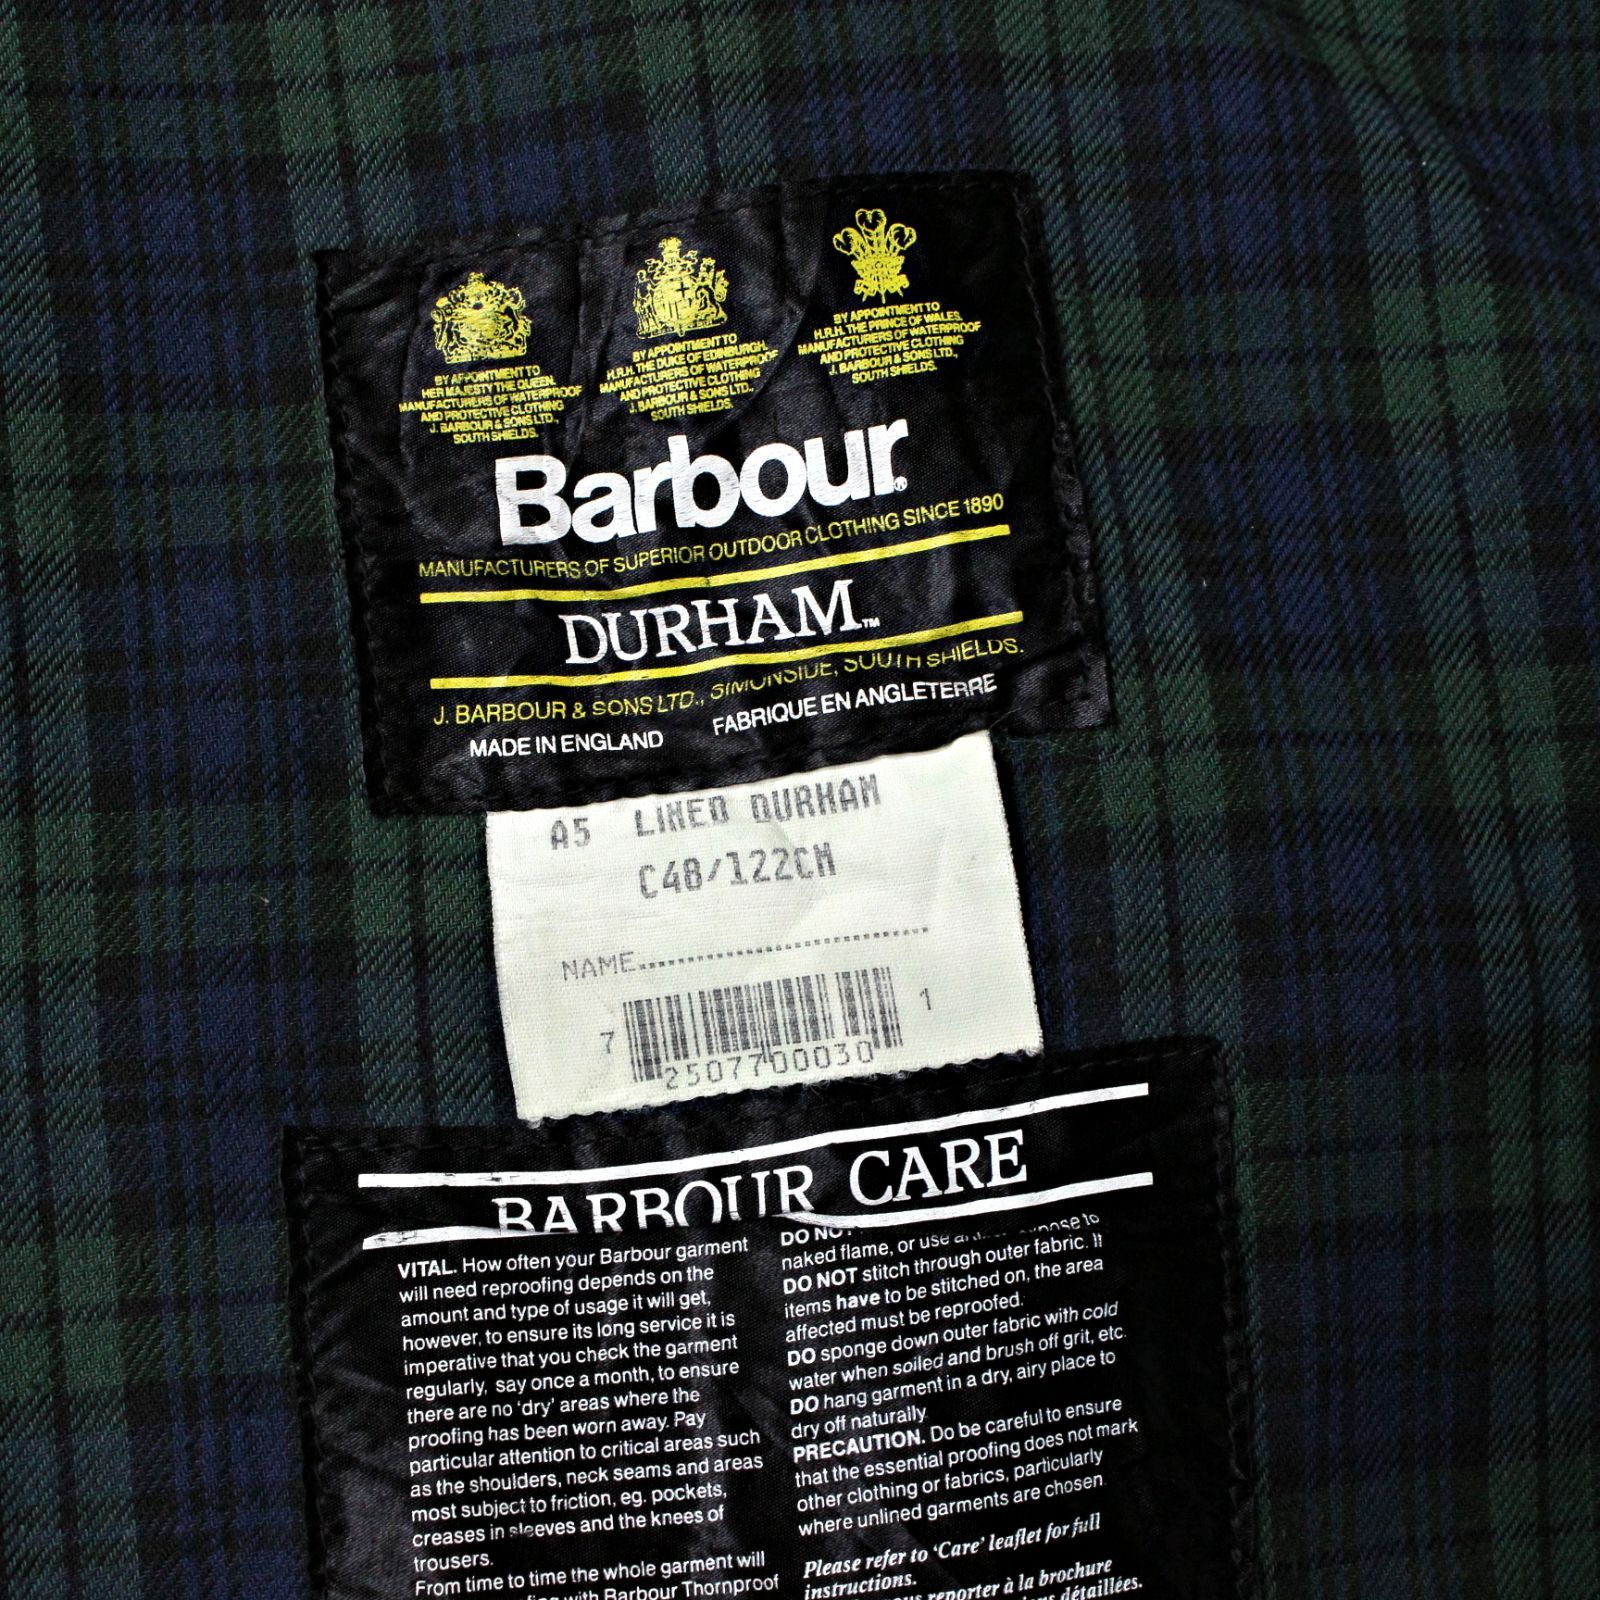 BY APPOINTMENT TO
HER MAJESTY THE QUEEN.
MANUFACTURERS OF WATERPROOF
AND PROTECTIVE CLOTHING
J. BARBOUR & SONS LTD.,
SOUTH SHIELDS.
BY APPOINTMENT TO
H.R.H. THE DUKE OF EDINBURGH.
MANUFACTURERS OF WATERPROOF
AND PROTECTIVE CLOTHING
J. BARBOUR & SONS LTD.,
SOUTH SHIELDS.
BY APPOINTMENT TO
H.R.H. THE PRINCE OF WALES.
MANUFACTURERS OF WATERPROOF
AND PROTECTIVE CLOTHING
J. BARBOUR & SONS LTD.,
SOUTH SHIELDS.
Barbour®
MANUFACTURERS OF SUPERIOR OUTDOOR CLOTHING SINCE 1890
DURHAM™
J. BARBOUR & SONS LTD., SIMONSIDE, SOUTH SHIELDS.
MADE IN ENGLAND FABRIQUE EN ANGLETERRE
A5 LINED DURHAM
C48/122CM
NAME..............................
7 2507700030 1
BARBOUR CARE
VITAL. How often your Barbour garment
will need reproofing depends on the
amount and type of usage it will get,
however, to ensure its long service it is
imperative that you check the garment
regularly, say once a month, to ensure
there are no 'dry' areas where the
proofing has been worn away. Pay
particular attention to critical areas such
as the shoulders, neck seams and areas
most subject to friction, eg. pockets,
creases in sleeves and the knees of
trousers.
From time to time the whole garment will
with Barbour Thornproof
DO NOT expose to
naked flame, or use
DO NOT stitch through outer fabric. If
items have to be stitched on, the area
affected must be reproofed.
DO sponge down outer fabric with cold
water when soiled and brush off grit, etc.
DO hang garment in a dry, airy place to
dry off naturally.
PRECAUTION. Do be careful to ensure
that the essential proofing does not mark
other clothing or fabrics, particularly
where unlined garments are chosen.
Please refer to 'Care' leaflet for full
instructions.
reporter à la brochure
détaillées.